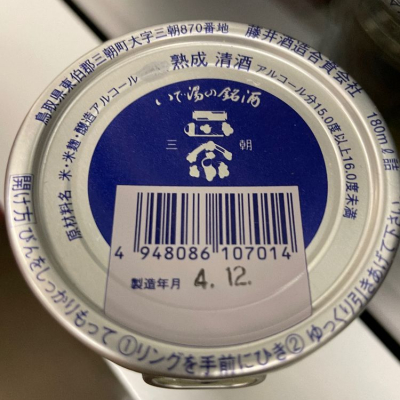 鳥取県東伯郡三朝町大字三朝870番地 藤井酒造合資会社 180ml詰
熟成 清酒
原材料名 米・米麹・醸造アルコール
アルコール分15.0度以上16.0度未満
いで湯の銘酒
三朝
4 948086 107014
製造年月 4.12.
開け方 びんをしっかりもって ①リングを手前にひき② ゆっくり引きあげて下さい